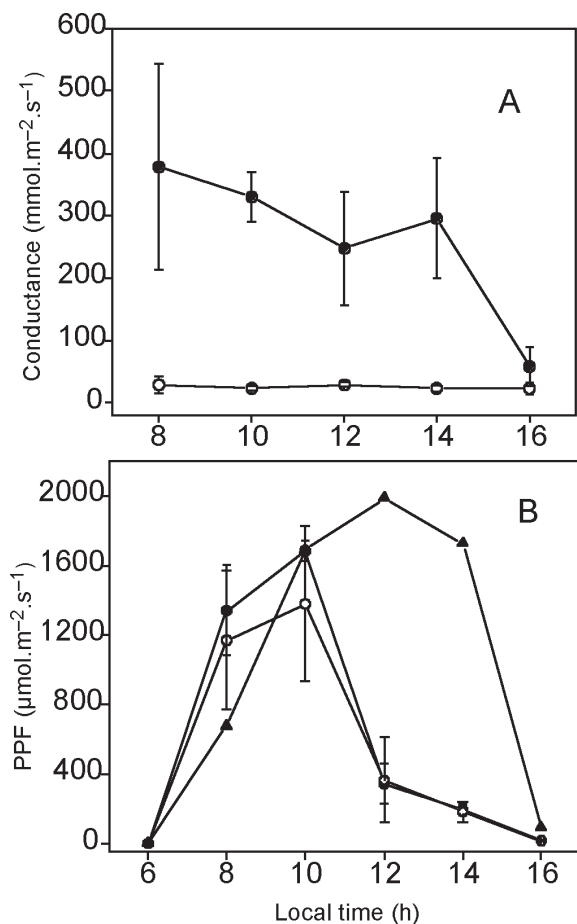 600
500
400
300
200
100
0
Conductance (mmol.m⁻².s⁻¹)
A
8 10 12 14 16
2000
1600
1200
800
400
0
PPF (µmol.m⁻².s⁻¹)
B
6 8 10 12 14 16
Local time (h)